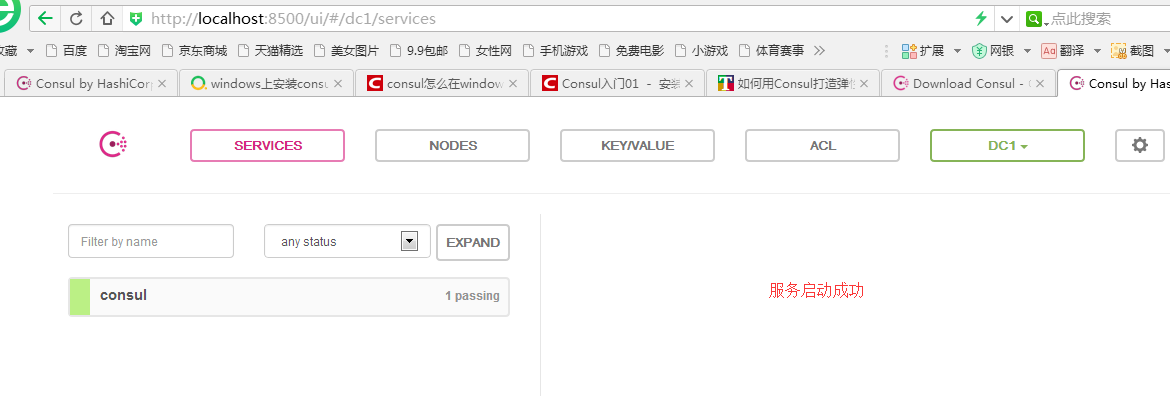 http://localhost:8500/ui/#/dc1/services
点此搜索
收藏 百度 淘宝网 京东商城 天猫精选 美女图片 9.9包邮 女性网 手机游戏 免费电影 小游戏 体育赛事 扩展 网银 Aあ 翻译 截图
Consul by HashiCorp windows上安装consu consul怎么在window Consul入门01 - 安装 如何用Consul打造弹性 Download Consul - Consul by Has
SERVICES NODES KEY/VALUE ACL DC1
Filter by name any status EXPAND
consul 1 passing
服务启动成功